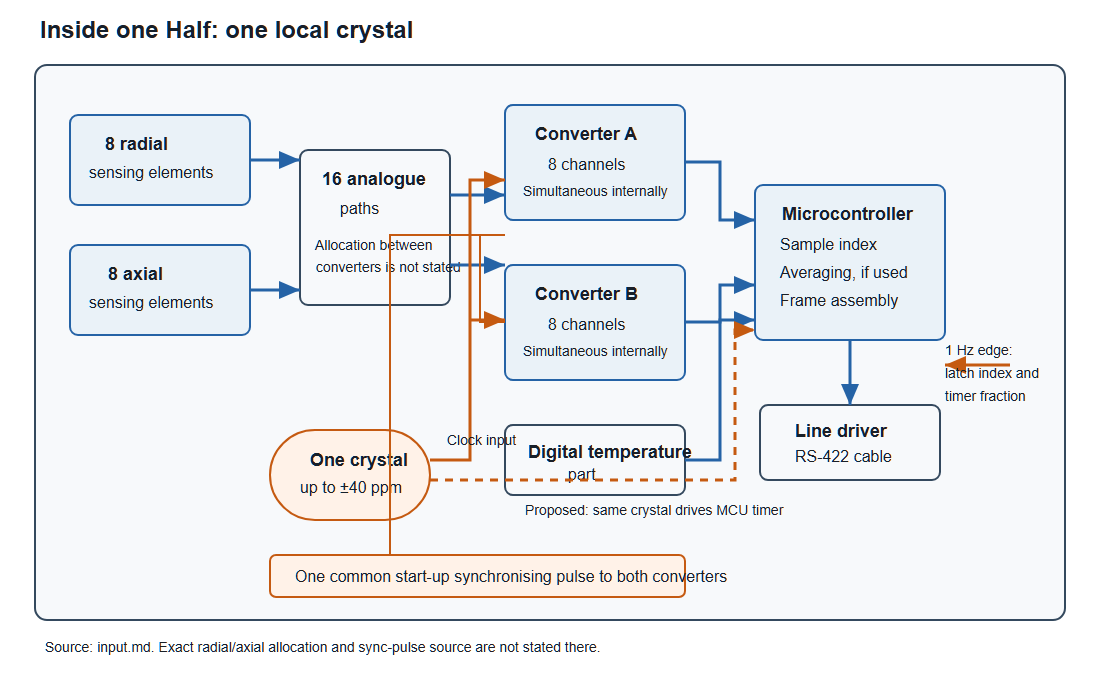 Inside one Half: one local crystal
8 radial
sensing elements
8 axial
sensing elements
16 analogue
paths
Allocation between
converters is not stated
Converter A
8 channels
Simultaneous internally
Converter B
8 channels
Simultaneous internally
Microcontroller
Sample index
Averaging, if used
Frame assembly
1 Hz edge:
latch index and
timer fraction
Line driver
RS-422 cable
Clock input
One crystal
up to ±40 ppm
Digital temperature
part
Proposed: same crystal drives MCU timer
One common start-up synchronising pulse to both converters
Source: input.md. Exact radial/axial allocation and sync-pulse source are not stated there.